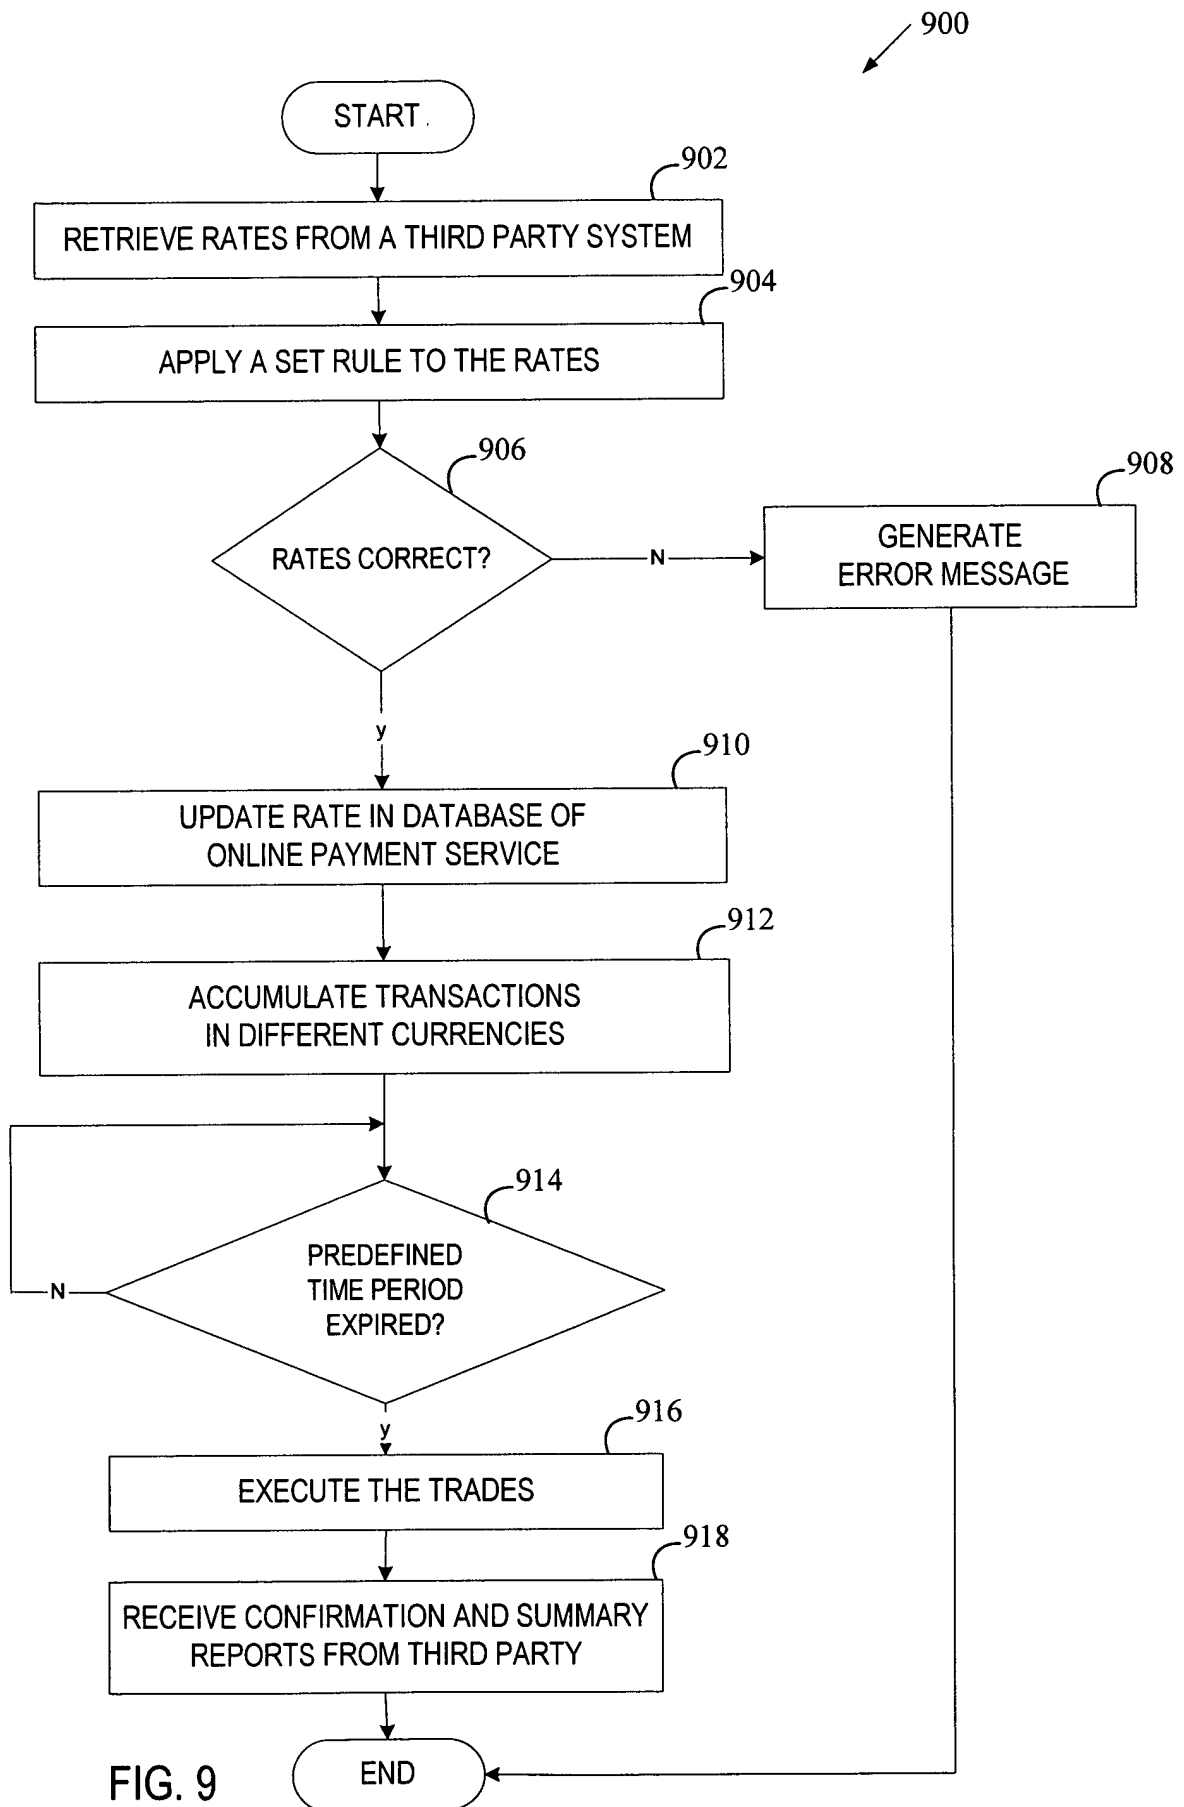 900
START
902
RETRIEVE RATES FROM A THIRD PARTY SYSTEM
904
APPLY A SET RULE TO THE RATES
906
RATES CORRECT?
N
908
GENERATE
ERROR MESSAGE
y
910
UPDATE RATE IN DATABASE OF
ONLINE PAYMENT SERVICE
912
ACCUMULATE TRANSACTIONS
IN DIFFERENT CURRENCIES
914
PREDEFINED
TIME PERIOD
EXPIRED?
N
y
916
EXECUTE THE TRADES
918
RECEIVE CONFIRMATION AND SUMMARY
REPORTS FROM THIRD PARTY
END
FIG. 9